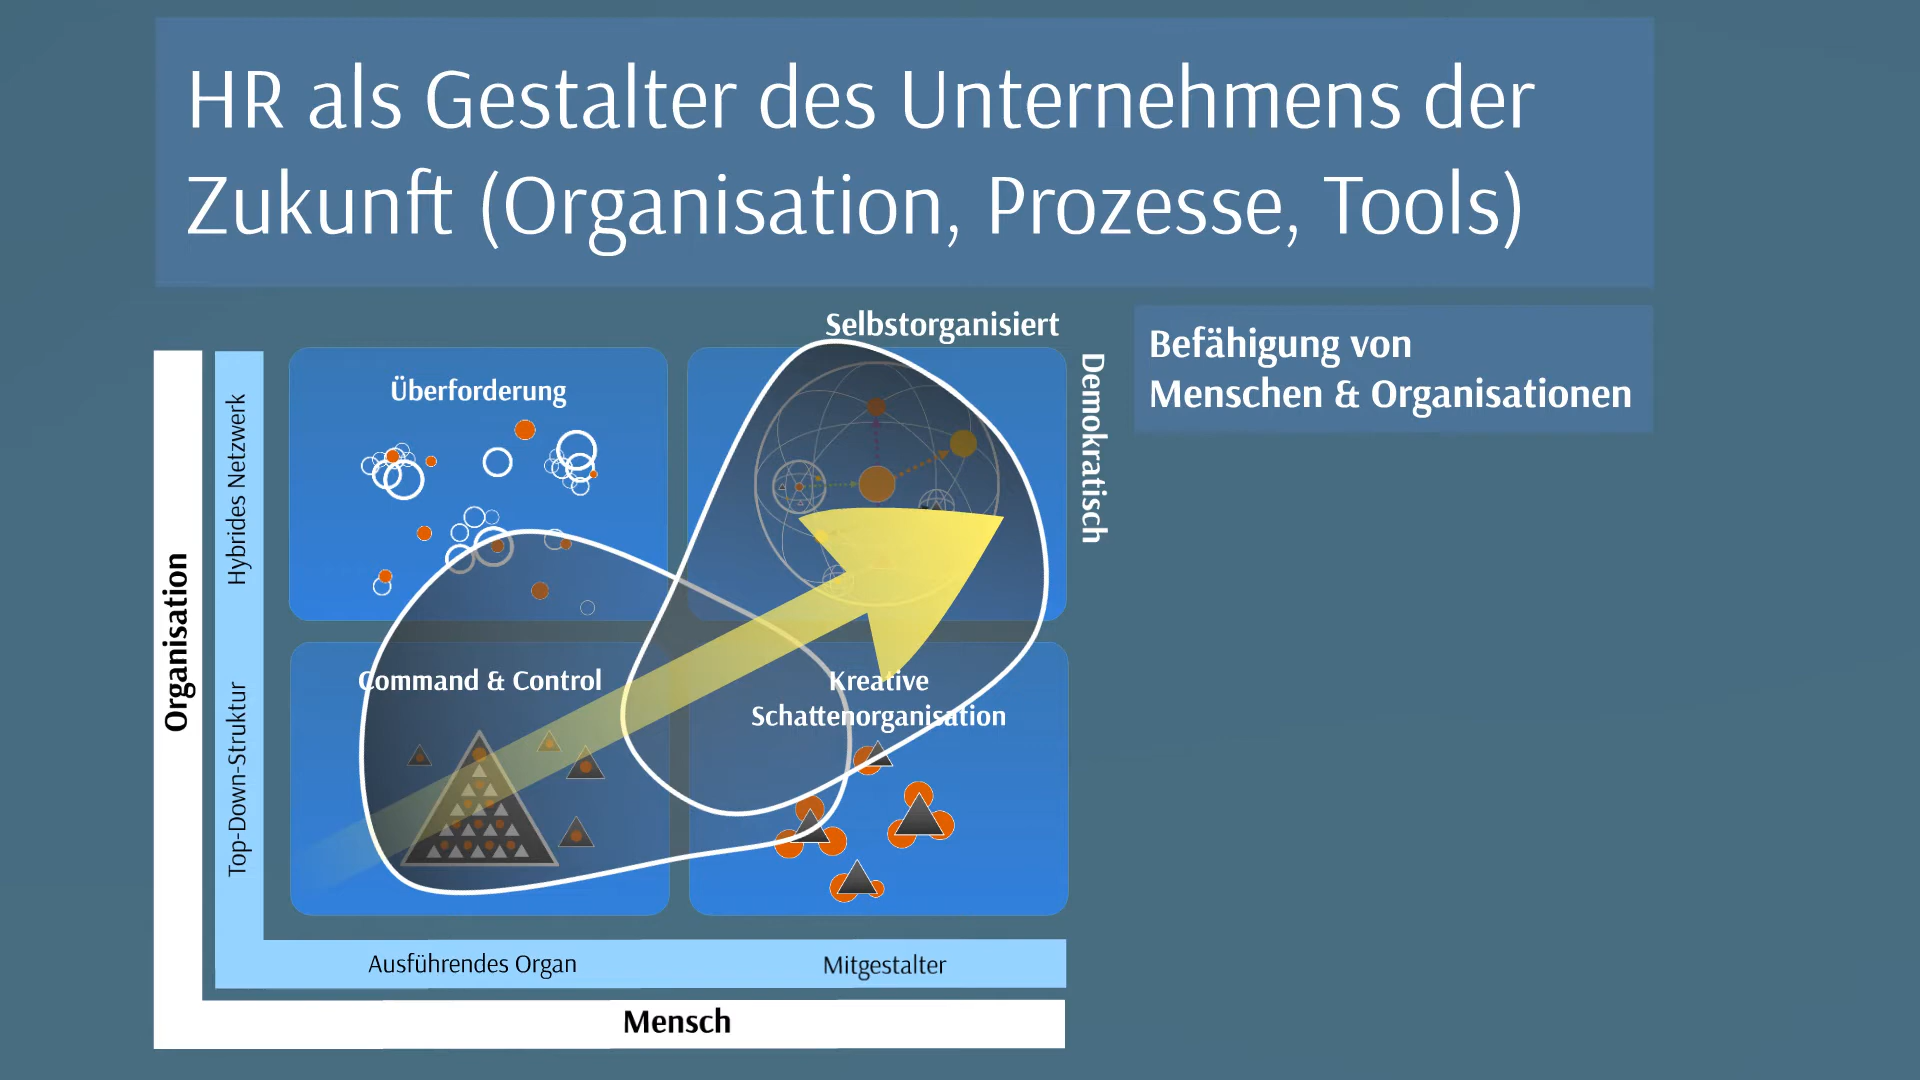 HR als Gestalter des Unternehmens der
Zukunft (Organisation, Prozesse, Tools)
Selbstorganisiert
Demokratisch
Befähigung von
Menschen & Organisationen
Organisation
Hybrides Netzwerk
Top-Down-Struktur
Überforderung
Command & Control
Kreative
Schattenorganisation
Ausführendes Organ
Mitgestalter
Mensch